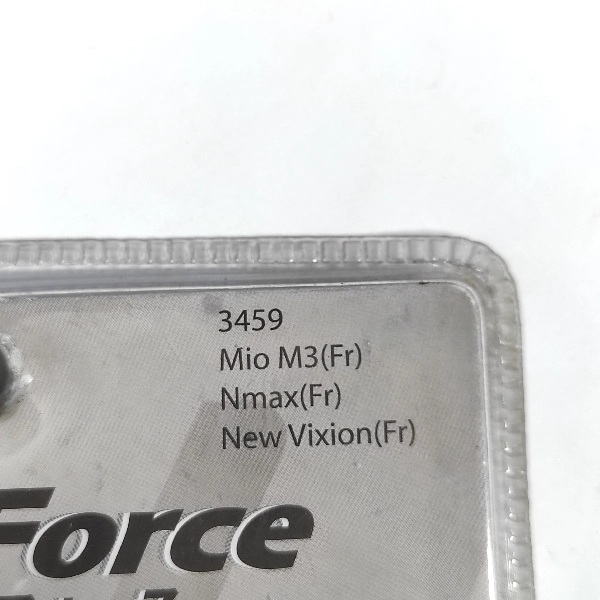 3459
Mio M3(Fr)
Nmax(Fr)
New Vixion(Fr)
Force